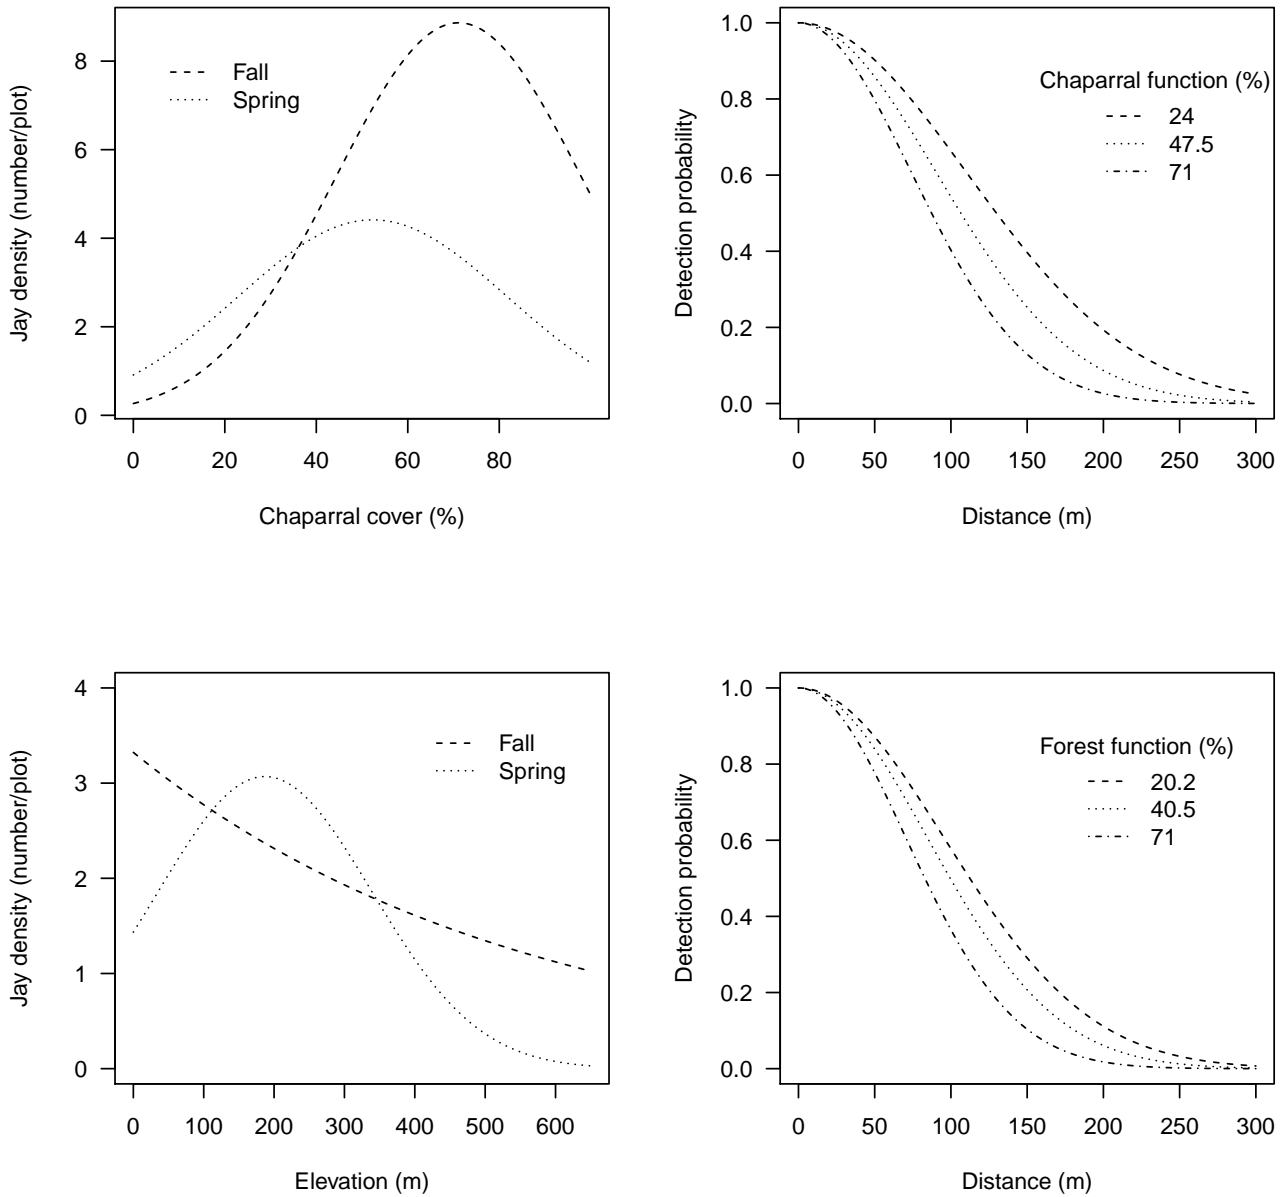 Jay density (number/plot)
8
6
4
2
0
Fall
Spring
0 20 40 60 80
Chaparral cover (%)
Detection probability
1.0
0.8
0.6
0.4
0.2
0.0
Chaparral function (%)
24
47.5
71
0 50 100 150 200 250 300
Distance (m)
Jay density (number/plot)
4
3
2
1
0
Fall
Spring
0 100 200 300 400 500 600
Elevation (m)
Detection probability
1.0
0.8
0.6
0.4
0.2
0.0
Forest function (%)
20.2
40.5
71
0 50 100 150 200 250 300
Distance (m)